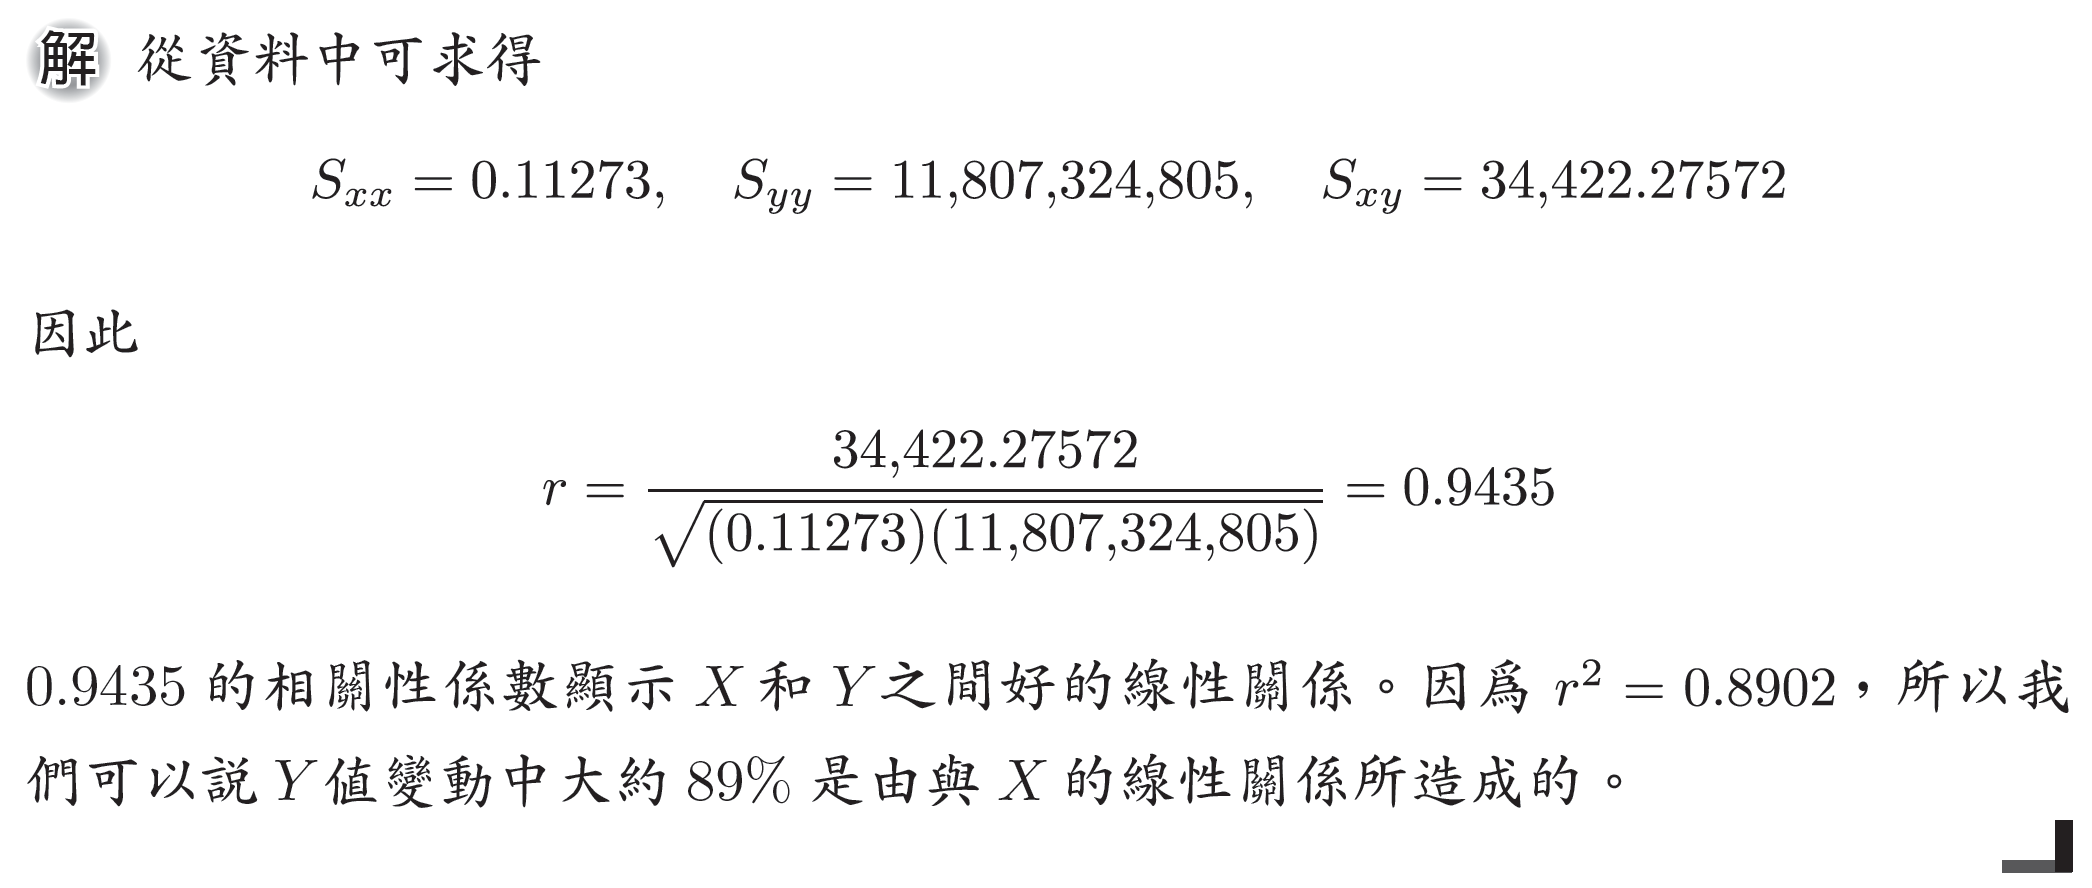 解 從資料中可求得
S_{xx} = 0.11273, S_{yy} = 11,807,324,805, S_{xy} = 34,422.27572
因此
r = \frac{34,422.27572}{\sqrt{(0.11273)(11,807,324,805)}} = 0.9435
0.9435 的相關性係數顯示 X 和 Y 之間好的線性關係。因爲 r^2 = 0.8902，所以我
們可以說 Y 值變動中大約 89% 是由與 X 的線性關係所造成的。